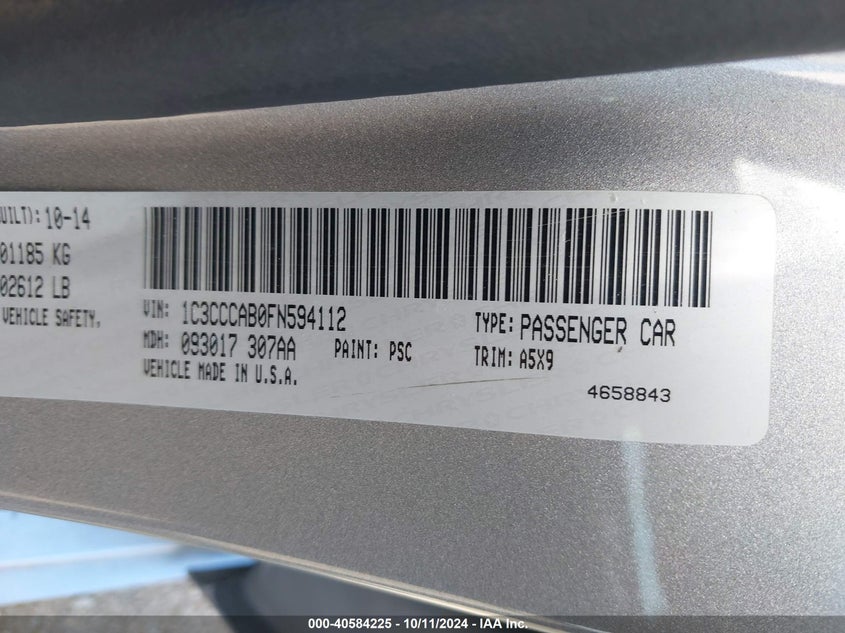 UILT): 10-14
01185 KG
02612 LB
VEHICLE SAFETY.
VIN: 1C3CCCAB0FN594112
TYPE: PASSENGER CAR
MDH: 093017 307AA
PAINT: PSC
TRIM: A5X9
VEHICLE MADE IN U.S.A.
4658843
000-40584225 - 10/11/2024 - IAA Inc.